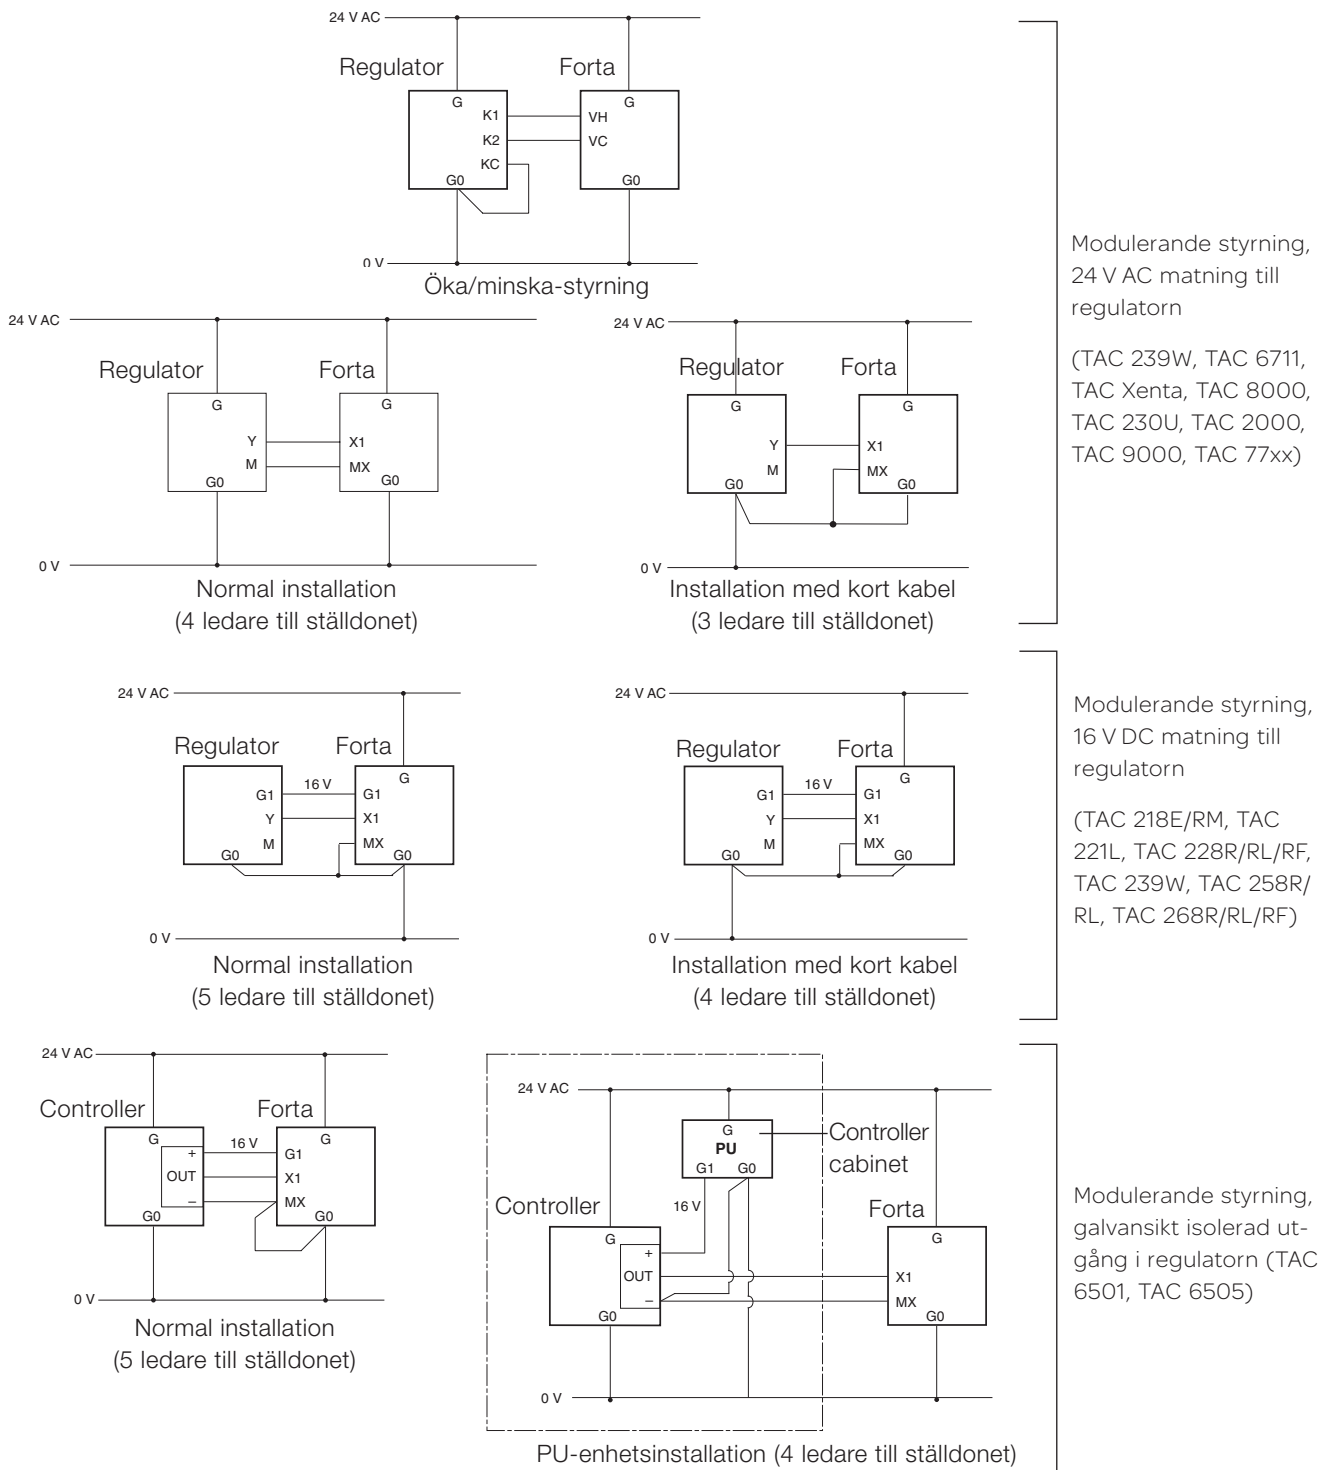 24 V AC
Regulator
Forta
G
K1
K2
KC
G0
G
VH
VC
G0
0 V
Öka/minska-styrning
24 V AC
Regulator
Forta
G
Y
M
G0
G
X1
MX
G0
0 V
Normal installation
(4 ledare till ställdonet)
24 V AC
Regulator
Forta
G
Y
M
G0
G
X1
MX
G0
0 V
Installation med kort kabel
(3 ledare till ställdonet)
Modulerande styrning,
24 V AC matning till
regulatorn
(TAC 239W, TAC 6711,
TAC Xenta, TAC 8000,
TAC 230U, TAC 2000,
TAC 9000, TAC 77xx)
24 V AC
Regulator
Forta
G1
Y
M
G0
16 V
G
G1
X1
MX
G0
0 V
Normal installation
(5 ledare till ställdonet)
24 V AC
Regulator
Forta
G1
Y
M
G0
16 V
G
G1
X1
MX
G0
0 V
Installation med kort kabel
(4 ledare till ställdonet)
Modulerande styrning,
16 V DC matning till
regulatorn
(TAC 218E/RM, TAC
221L, TAC 228R/RL/RF,
TAC 239W, TAC 258R/
RL, TAC 268R/RL/RF)
24 V AC
Controller
Forta
G
+
OUT
–
G0
16 V
G
G1
X1
MX
G0
0 V
Normal installation
(5 ledare till ställdonet)
24 V AC
G
PU
G1 G0
Controller
cabinet
Controller
16 V
Forta
G
+
OUT
–
G0
G
X1
MX
G0
0 V
PU-enhetsinstallation (4 ledare till ställdonet)
Modulerande styrning,
galvansikt isolerad ut-
gång i regulatorn (TAC
6501, TAC 6505)